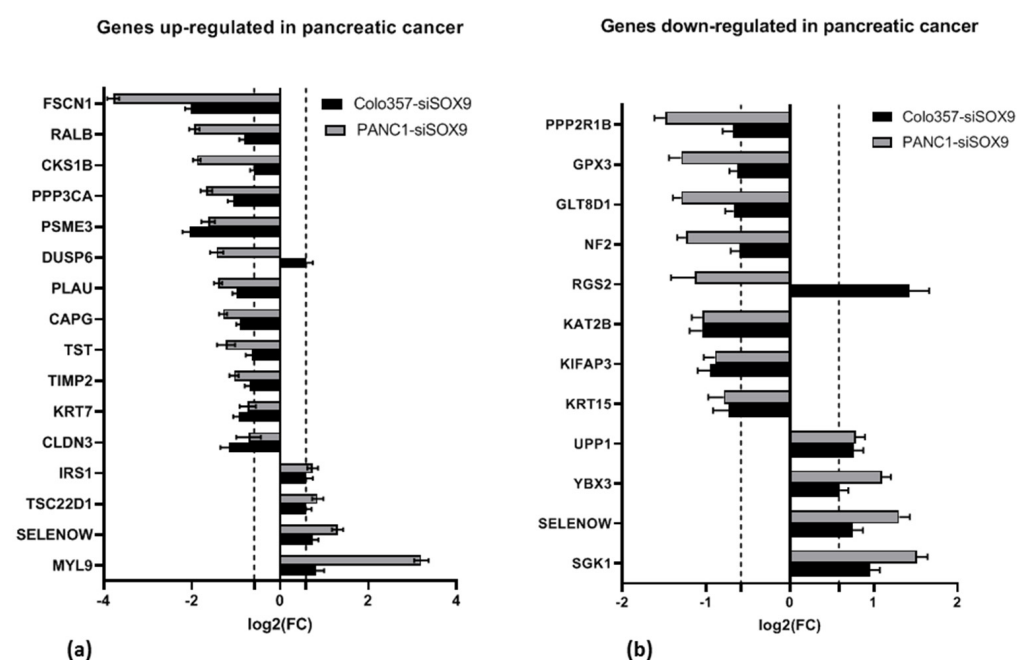 Genes up-regulated in pancreatic cancer
Colo357-siSOX9
PANC1-siSOX9
FSCN1
RALB
CKS1B
PPP3CA
PSME3
DUSP6
PLAU
CAPG
TST
TIMP2
KRT7
CLDN3
IRS1
TSC22D1
SELENOW
MYL9
-4 -2 0 2 4
log2(FC)
(a)
Genes down-regulated in pancreatic cancer
Colo357-siSOX9
PANC1-siSOX9
PPP2R1B
GPX3
GLT8D1
NF2
RGS2
KAT2B
KIFAP3
KRT15
UPP1
YBX3
SELENOW
SGK1
-2 -1 0 1 2
log2(FC)
(b)